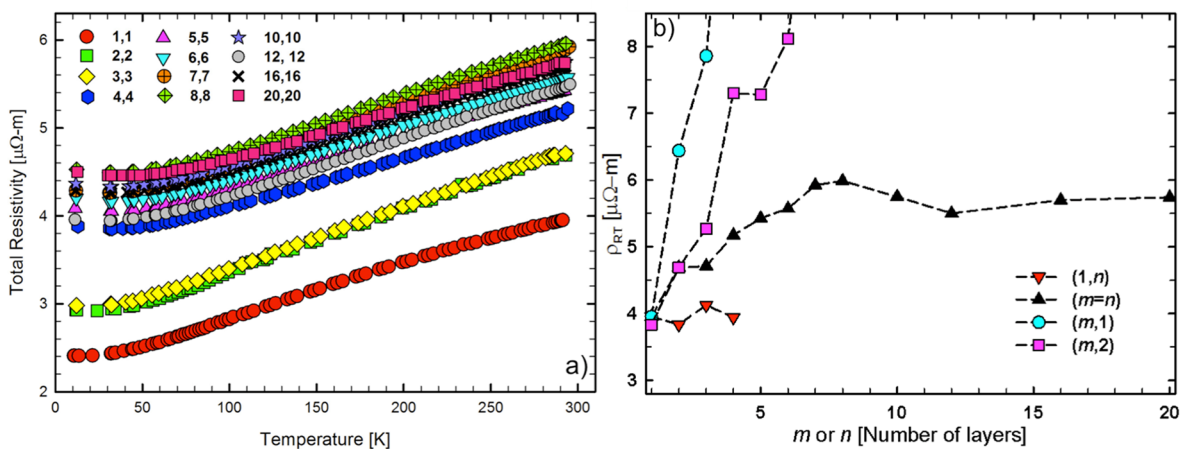 6
5
4
3
2
Total Resistivity [μΩ-m]
1,1
2,2
3,3
4,4
5,5
6,6
7,7
8,8
10,10
12, 12
16,16
20,20
a)
0 50 100 150 200 250 300
Temperature [K]
b)
8
7
6
5
4
3
ρRT [μΩ–m]
(1,n)
(m=n)
(m,1)
(m,2)
5 10 15 20
m or n [Number of layers]